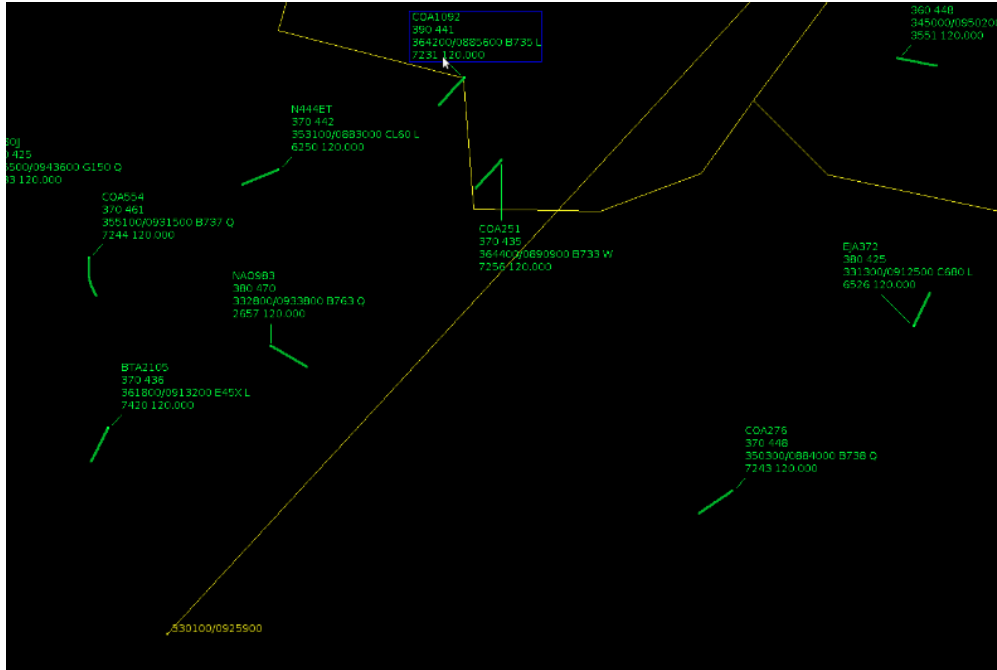 COA1092
390 441
364200/0885600 B735 L
7231 120.000
360 448
345000/0950200
3551 120.000
N444ET
370 442
353100/0883000 CL60 L
6250 120.000
425
500/0943600 G150 Q
33 120.000
COA554
370 461
355100/0931500 B737 Q
7244 120.000
COA251
370 435
364400/0890900 B733 W
7256 120.000
EJA372
380 425
331300/0912500 C680 L
6526 120.000
NAO983
380 470
332800/0933800 B763 Q
2657 120.000
BTA2105
370 436
361800/0913200 E45X L
7420 120.000
COA276
370 448
350300/0884000 B738 Q
7243 120.000
330100/0925900